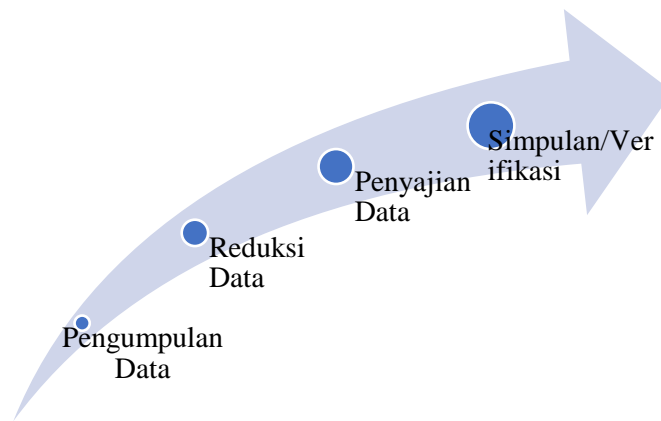 Simpulan/Ver
ifikasi
Penyajian
Data
Reduksi
Data
Pengumpulan
Data